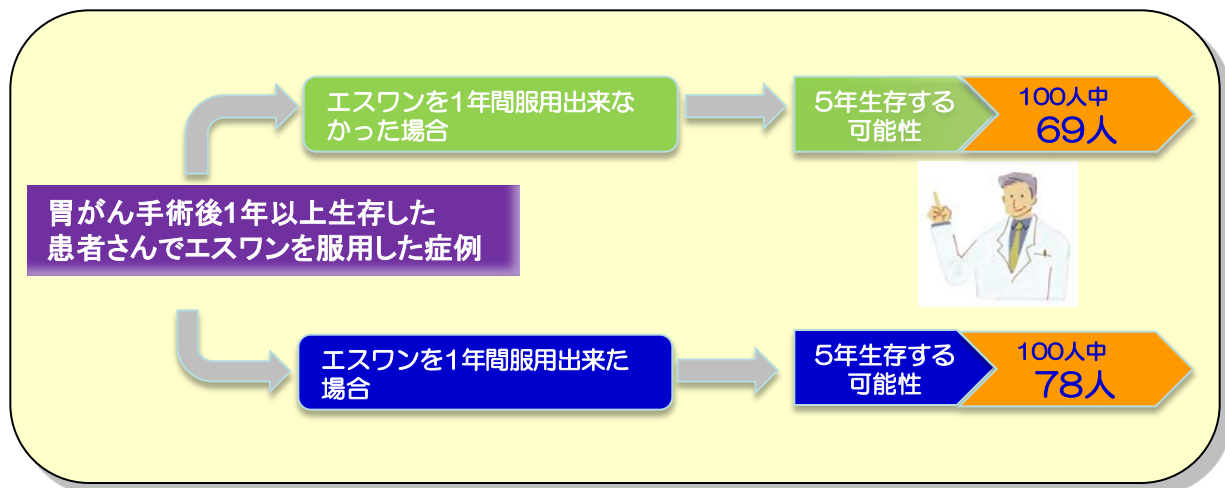 エスワンを1年間服用出来な
かった場合
5年生存する
可能性
100人中
69人
胃がん手術後1年以上生存した
患者さんでエスワンを服用した症例
エスワンを1年間服用出来た
場合
5年生存する
可能性
100人中
78人